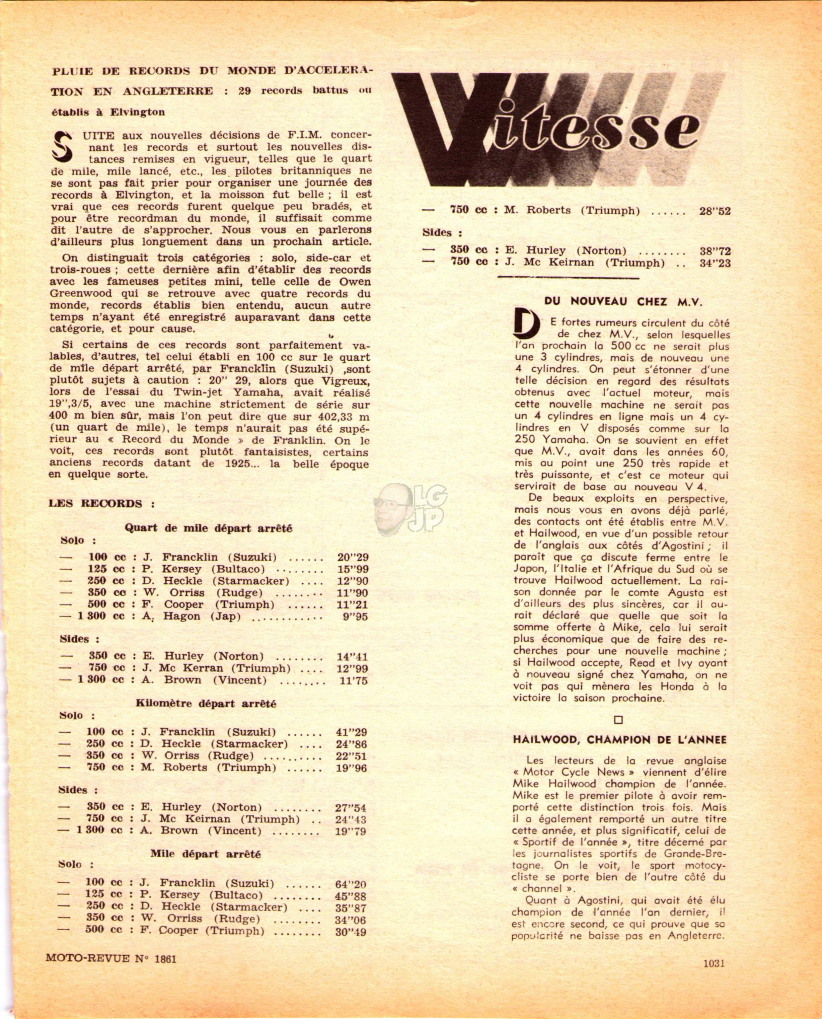 PLUIE DE RECORDS DU MONDE D'ACCELERA-
TION EN ANGLETERRE : 29 records battus ou
établis à Elvington
SUITE aux nouvelles décisions de F.I.M. concer-
nant les records et surtout les nouvelles dis-
tances remises en vigueur, telles que le quart
de mile, mile lancé, etc., les pilotes britanniques ne
se sont pas fait prier pour organiser une journée des
records à Elvington, et la moisson fut belle ; il est
vrai que ces records furent quelque peu bradés, et
pour être recordman du monde, il suffisait comme
dit l'autre de s'approcher. Nous vous en parlerons
d'ailleurs plus longuement dans un prochain article.
On distinguait trois catégories : solo, side-car et
trois-roues ; cette dernière afin d'établir des records
avec les fameuses petites mini, telle celle de Owen
Greenwood qui se retrouve avec quatre records du
monde, records établis bien entendu, aucun autre
temps n'ayant été enregistré auparavant dans cette
catégorie, et pour cause.
Si certains de ces records sont parfaitement va-
lables, d'autres, tel celui établi en 100 cc sur le quart
de mile départ arrêté, par Francklin (Suzuki) ,sont
plutôt sujets à caution : 20'' 29, alors que Vigreux,
lors de l'essai du Twin-jet Yamaha, avait réalisé
19'',3/5, avec une machine strictement de série sur
400 m bien sûr, mais l'on peut dire que sur 402,33 m
(un quart de mile), le temps n'aurait pas été supé-
rieur au « Record du Monde » de Franklin. On le
voit, ces records sont plutôt fantaisistes, certains
anciens records datant de 1925... la belle époque
en quelque sorte.
LES RECORDS :
Quart de mile départ arrêté
Solo :
— 100 cc : J. Francklin (Suzuki) ...... 20''29
— 125 cc : P. Kersey (Bultaco) ........ 15''99
— 250 cc : D. Heckle (Starmacker) .... 12''90
— 350 cc : W. Orriss (Rudge) ........ 11''90
— 500 cc : F. Cooper (Triumph) ...... 11''21
— 1 300 cc : A. Hagon (Jap) ........... 9''95
Sides :
— 350 cc : E. Hurley (Norton) ........ 14''41
— 750 cc : J. Mc Kerran (Triumph) .... 12''99
— 1 300 cc : A. Brown (Vincent) ........ 11'75
Kilomètre départ arrêté
Solo :
— 100 cc : J. Francklin (Suzuki) ...... 41''29
— 250 cc : D. Heckle (Starmacker) .... 24''86
— 350 cc : W. Orriss (Rudge) ......... 22''51
— 750 cc : M. Roberts (Triumph) ...... 19''96
Sides :
— 350 cc : E. Hurley (Norton) ........ 27''54
— 750 cc : J. Mc Keirnan (Triumph) .. 24''43
— 1 300 cc : A. Brown (Vincent) ........ 19''79
Mile départ arrêté
Solo :
— 100 cc : J. Francklin (Suzuki) ...... 64''20
— 125 cc : P. Kersey (Bultaco) ........ 45''88
— 250 cc : D. Heckle (Starmacker) .... 35''87
— 350 cc : W. Orriss (Rudge) ........ 34''06
— 500 cc : F. Cooper (Triumph) ........ 30''49
Vitesse
— 750 cc : M. Roberts (Triumph) ...... 28''52
Sides :
— 350 cc : E. Hurley (Norton) ........ 38''72
— 750 cc : J. Mc Keirnan (Triumph) .. 34''23
DU NOUVEAU CHEZ M.V.
DE fortes rumeurs circulent du côté
de chez M.V., selon lesquelles
l'an prochain la 500 cc ne serait plus
une 3 cylindres, mais de nouveau une
4 cylindres. On peut s'étonner d'une
telle décision en regard des résultats
obtenus avec l'actuel moteur, mais
cette nouvelle machine ne serait pas
un 4 cylindres en ligne mais un 4 cy-
lindres en V disposés comme sur la
250 Yamaha. On se souvient en effet
que M.V., avait dans les années 60,
mis au point une 250 très rapide et
très puissante, et c'est ce moteur qui
servirait de base au nouveau V 4.
De beaux exploits en perspective,
mais nous vous en avons déjà parlé,
des contacts ont été établis entre M.V.
et Hailwood, en vue d'un possible retour
de l'anglais aux côtés d'Agostini ; il
paraît que ça discute ferme entre le
Japon, l'Italie et l'Afrique du Sud où se
trouve Hailwood actuellement. La rai-
son donnée par le comte Agusta est
d'ailleurs des plus sincères, car il au-
rait déclaré que quelle que soit la
somme offerte à Mike, cela lui serait
plus économique que de faire des re-
cherches pour une nouvelle machine ;
si Hailwood accepte, Read et Ivy ayant
à nouveau signé chez Yamaha, on ne
voit pas qui mènera les Honda à la
victoire la saison prochaine.
HAILWOOD, CHAMPION DE L'ANNEE
Les lecteurs de la revue anglaise
« Motor Cycle News » viennent d'élire
Mike Hailwood champion de l'année.
Mike est le premier pilote à avoir rem-
porté cette distinction trois fois. Mais
il a également remporté un autre titre
cette année, et plus significatif, celui de
« Sportif de l'année », titre décerné par
les journalistes sportifs de Grande-Bre-
tagne. On le voit, le sport motocy-
cliste se porte bien de l'autre côté du
« channel ».
Quant à Agostini, qui avait été élu
champion de l'année l'an dernier, il
est encore second, ce qui prouve que sa
popularité ne baisse pas en Angleterre.
LG
JP
MOTO-REVUE N° 1861
1031